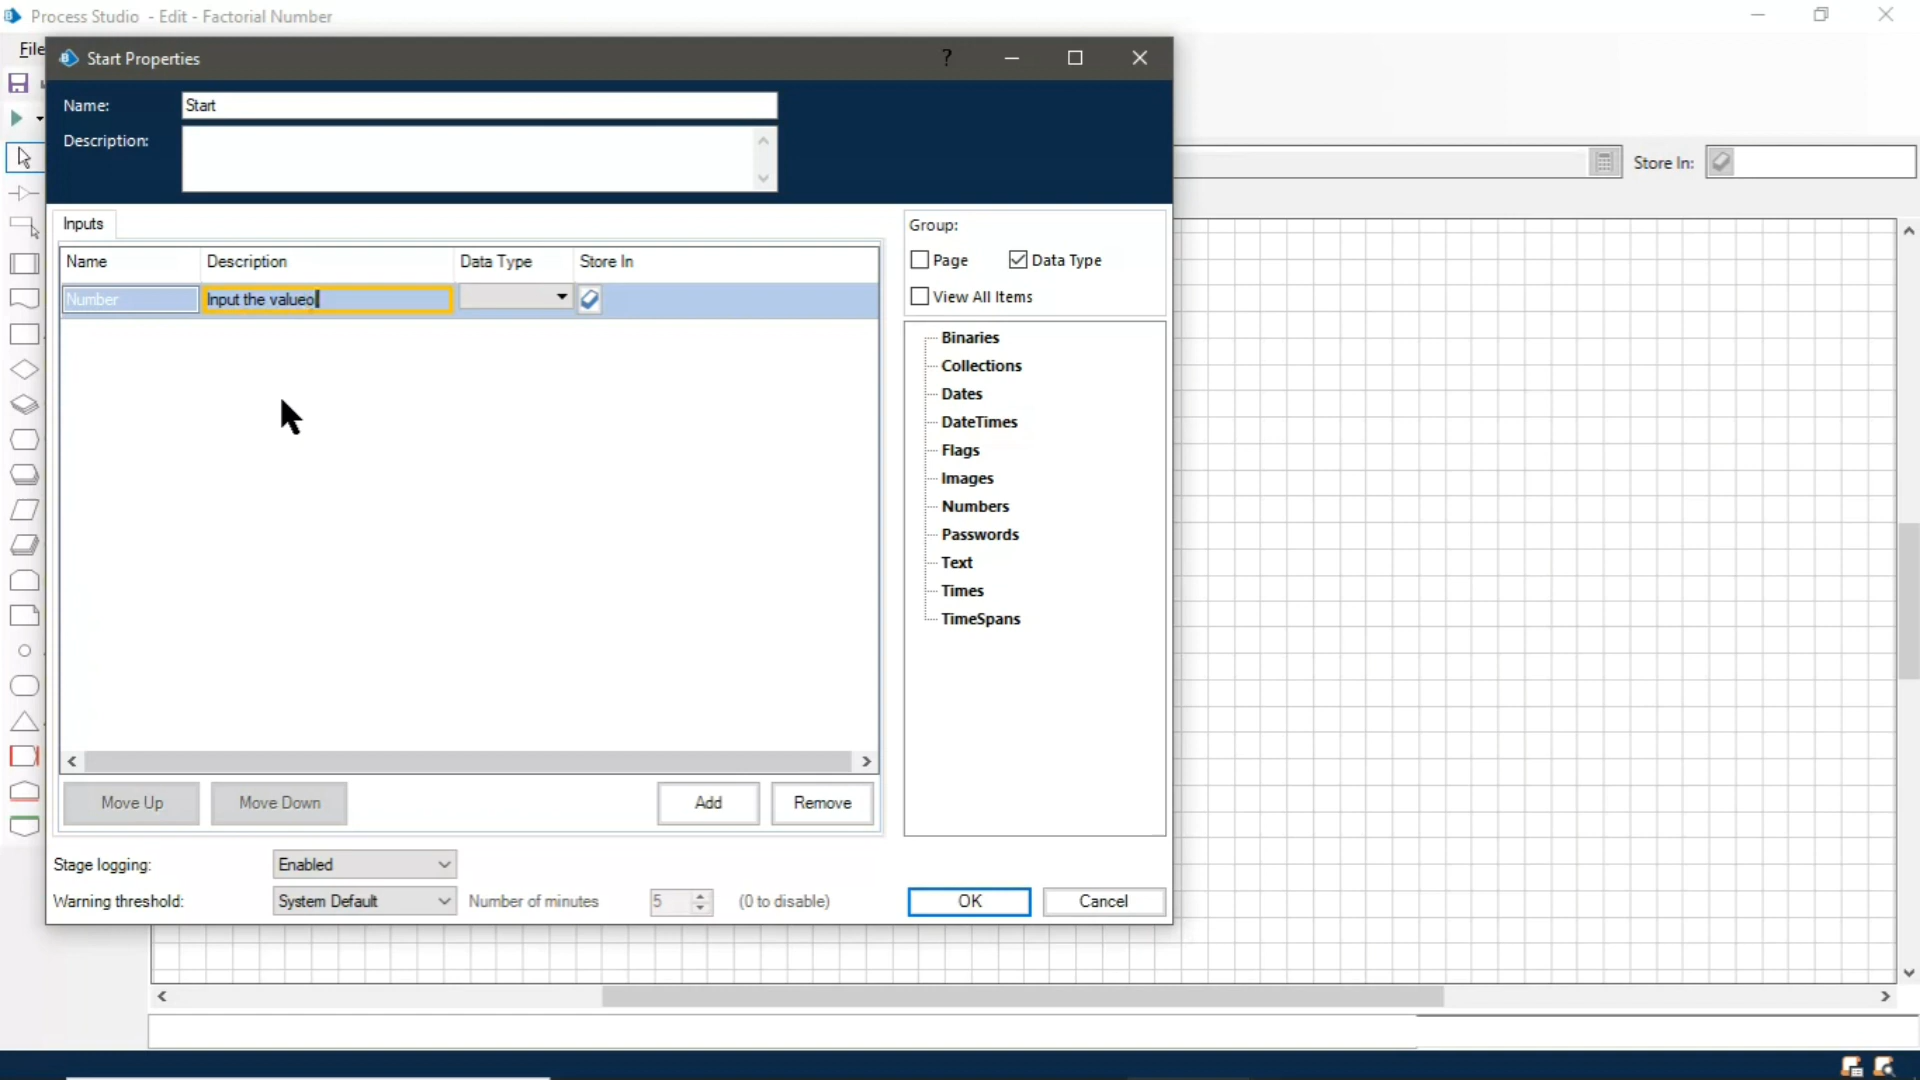 Process Studio - Edit - Factorial Number
File
Start Properties
?
Name: Start
Description:
Store In:
Inputs
Group:
Name Description Data Type Store In
Page Data Type
Number Input the valueo
View All Items
Binaries
Collections
Dates
DateTimes
Flags
Images
Numbers
Passwords
Text
Times
TimeSpans
Move Up Move Down Add Remove
Stage logging: Enabled
Warning threshold: System Default Number of minutes 5 (0 to disable) OK Cancel